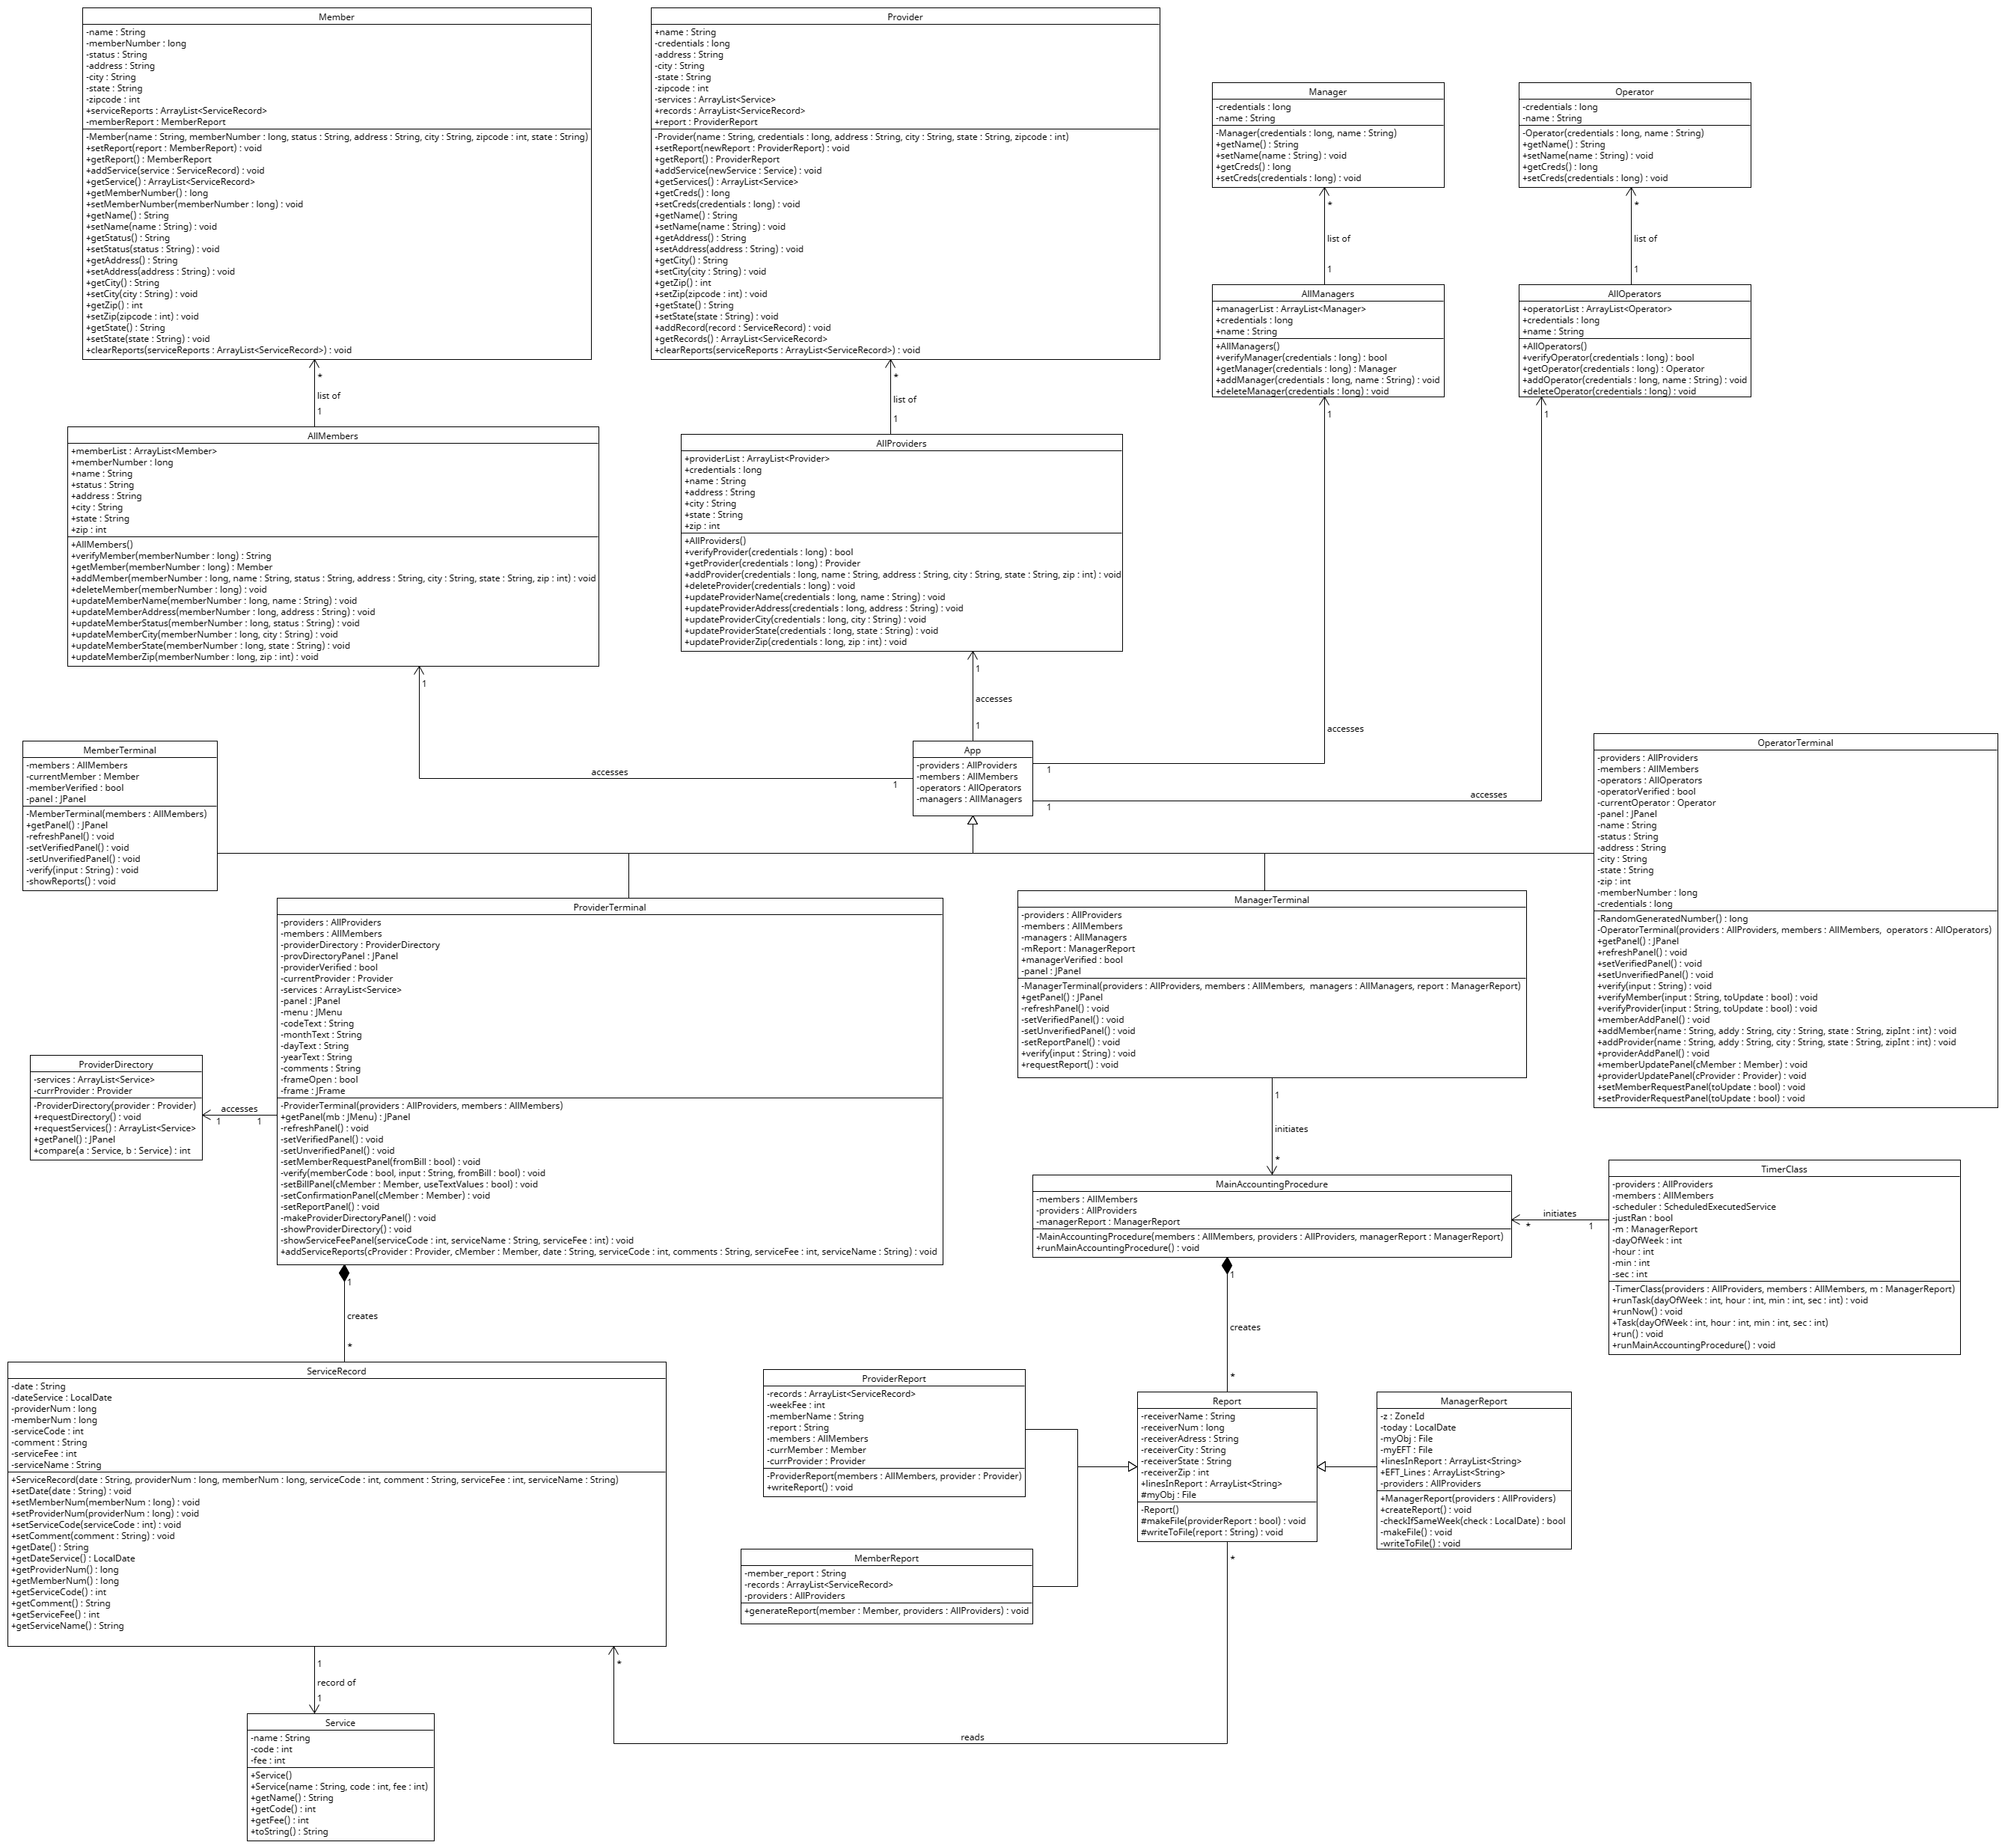 Member
-name : String
-memberNumber : long
-status : String
-address : String
-city : String
-state : String
-zipcode : int
+serviceReports : ArrayList<ServiceRecord>
-memberReport : MemberReport
-Member(name : String, memberNumber : long, status : String, address : String, city : String, zipcode : int, state : String)
+setReport(report : MemberReport) : void
+getReport() : MemberReport
+addService(service : ServiceRecord) : void
+getService() : ArrayList<ServiceRecord>
+getMemberNumber() : long
+setMemberNumber(memberNumber : long) : void
+getName() : String
+setName(name : String) : void
+getStatus() : String
+setStatus(status : String) : void
+getAddress() : String
+setAddress(address : String) : void
+getCity() : String
+setCity(city : String) : void
+getZip() : int
+setZip(zipcode : int) : void
+getState() : String
+setState(state : String) : void
+clearReports(serviceReports : ArrayList<ServiceRecord>) : void
Provider
+name : String
-credentials : long
-address : String
-city : String
-state : String
-zipcode : int
-services : ArrayList<Service>
+records : ArrayList<ServiceRecord>
+report : ProviderReport
-Provider(name : String, credentials : long, address : String, city : String, state : String, zipcode : int)
+setReport(newReport : ProviderReport) : void
+getReport() : ProviderReport
+addService(newService : Service) : void
+getServices() : ArrayList<Service>
+getCreds() : long
+setCreds(credentials : long) : void
+getName() : String
+setName(name : String) : void
+getAddress() : String
+setAddress(address : String) : void
+getCity() : String
+setCity(city : String) : void
+getZip() : int
+setZip(zipcode : int) : void
+getState() : String
+setState(state : String) : void
+addRecord(record : ServiceRecord) : void
+getRecords() : ArrayList<ServiceRecord>
+clearReports(serviceReports : ArrayList<ServiceRecord>) : void
Manager
-credentials : long
-name : String
-Manager(credentials : long, name : String)
+getName() : String
+setName(name : String) : void
+getCreds() : long
+setCreds(credentials : long) : void
Operator
-credentials : long
-name : String
-Operator(credentials : long, name : String)
+getName() : String
+setName(name : String) : void
+getCreds() : long
+setCreds(credentials : long) : void
*
list of
1
*
list of
1
*
list of
1
*
list of
1
AllManagers
+managerList : ArrayList<Manager>
+credentials : long
+name : String
+AllManagers()
+verifyManager(credentials : long) : bool
+getManager(credentials : long) : Manager
+addManager(credentials : long, name : String) : void
+deleteManager(credentials : long) : void
AllOperators
+operatorList : ArrayList<Operator>
+credentials : long
+name : String
+AllOperators()
+verifyOperator(credentials : long) : bool
+getOperator(credentials : long) : Operator
+addOperator(credentials : long, name : String) : void
+deleteOperator(credentials : long) : void
AllMembers
+memberList : ArrayList<Member>
+memberNumber : long
+name : String
+status : String
+address : String
+city : String
+state : String
+zip : int
+AllMembers()
+verifyMember(memberNumber : long) : String
+getMember(memberNumber : long) : Member
+addMember(memberNumber : long, name : String, status : String, address : String, city : String, state : String, zip : int) : void
+deleteMember(memberNumber : long) : void
+updateMemberName(memberNumber : long, name : String) : void
+updateMemberAddress(memberNumber : long, address : String) : void
+updateMemberStatus(memberNumber : long, status : String) : void
+updateMemberCity(memberNumber : long, city : String) : void
+updateMemberState(memberNumber : long, state : String) : void
+updateMemberZip(memberNumber : long, zip : int) : void
AllProviders
+providerList : ArrayList<Provider>
+credentials : long
+name : String
+address : String
+city : String
+state : String
+zip : int
+AllProviders()
+verifyProvider(credentials : long) : bool
+getProvider(credentials : long) : Provider
+addProvider(credentials : long, name : String, address : String, city : String, state : String, zip : int) : void
+deleteProvider(credentials : long) : void
+updateProviderName(credentials : long, name : String) : void
+updateProviderAddress(credentials : long, address : String) : void
+updateProviderCity(credentials : long, city : String) : void
+updateProviderState(credentials : long, state : String) : void
+updateProviderZip(credentials : long, zip : int) : void
1
accesses
1
1
accesses
1
1
accesses
1
1
accesses
1
MemberTerminal
-members : AllMembers
-currentMember : Member
-memberVerified : bool
-panel : JPanel
-MemberTerminal(members : AllMembers)
+getPanel() : JPanel
-refreshPanel() : void
-setVerifiedPanel() : void
-setUnverifiedPanel() : void
-verify(input : String) : void
-showReports() : void
App
-providers : AllProviders
-members : AllMembers
-operators : AllOperators
-managers : AllManagers
OperatorTerminal
-providers : AllProviders
-members : AllMembers
-operators : AllOperators
-operatorVerified : bool
-currentOperator : Operator
-panel : JPanel
-name : String
-status : String
-address : String
-city : String
-state : String
-zip : int
-memberNumber : long
-credentials : long
-RandomGeneratedNumber() : long
-OperatorTerminal(providers : AllProviders, members : AllMembers,  operators : AllOperators)
+getPanel() : JPanel
+refreshPanel() : void
+setVerifiedPanel() : void
+setUnverifiedPanel() : void
+verify(input : String) : void
+verifyMember(input : String, toUpdate : bool) : void
+verifyProvider(input : String, toUpdate : bool) : void
+memberAddPanel() : void
+addMember(name : String, addy : String, city : String, state : String, zipInt : int) : void
+addProvider(name : String, addy : String, city : String, state : String, zipInt : int) : void
+providerAddPanel() : void
+memberUpdatePanel(cMember : Member) : void
+providerUpdatePanel(cProvider : Provider) : void
+setMemberRequestPanel(toUpdate : bool) : void
+setProviderRequestPanel(toUpdate : bool) : void
ProviderTerminal
-providers : AllProviders
-members : AllMembers
-providerDirectory : ProviderDirectory
-provDirectoryPanel : JPanel
-providerVerified : bool
-currentProvider : Provider
-services : ArrayList<Service>
-panel : JPanel
-menu : JMenu
-codeText : String
-monthText : String
-dayText : String
-yearText : String
-comments : String
-frameOpen : bool
-frame : JFrame
-ProviderTerminal(providers : AllProviders, members : AllMembers)
+getPanel(mb : JMenu) : JPanel
-refreshPanel() : void
-setVerifiedPanel() : void
-setUnverifiedPanel() : void
-setMemberRequestPanel(fromBill : bool) : void
-verify(memberCode : bool, input : String, fromBill : bool) : void
-setBillPanel(cMember : Member, useTextValues : bool) : void
-setConfirmationPanel(cMember : Member) : void
-setReportPanel() : void
-makeProviderDirectoryPanel() : void
-showProviderDirectory() : void
-showServiceFeePanel(serviceCode : int, serviceName : String, serviceFee : int) : void
+addServiceReports(cProvider : Provider, cMember : Member, date : String, serviceCode : int, comments : String, serviceFee : int, serviceName : String) : void
ManagerTerminal
-providers : AllProviders
-members : AllMembers
-managers : AllManagers
-mReport : ManagerReport
+managerVerified : bool
-panel : JPanel
-ManagerTerminal(providers : AllProviders, members : AllMembers,  managers : AllManagers, report : ManagerReport)
+getPanel() : JPanel
-refreshPanel() : void
-setVerifiedPanel() : void
-setUnverifiedPanel() : void
-setReportPanel() : void
+verify(input : String) : void
+requestReport() : void
ProviderDirectory
-services : ArrayList<Service>
-currProvider : Provider
-ProviderDirectory(provider : Provider)
+requestDirectory() : void
+requestServices() : ArrayList<Service>
+getPanel() : JPanel
+compare(a : Service, b : Service) : int
accesses
1
1
1
initiates
*
MainAccountingProcedure
-members : AllMembers
-providers : AllProviders
-managerReport : ManagerReport
-MainAccountingProcedure(members : AllMembers, providers : AllProviders, managerReport : ManagerReport)
+runMainAccountingProcedure() : void
initiates
*
1
TimerClass
-providers : AllProviders
-members : AllMembers
-scheduler : ScheduledExecutedService
-justRan : bool
-m : ManagerReport
-dayOfWeek : int
-hour : int
-min : int
-sec : int
-TimerClass(providers : AllProviders, members : AllMembers, m : ManagerReport)
+runTask(dayOfWeek : int, hour : int, min : int, sec : int) : void
+runNow() : void
+Task(dayOfWeek : int, hour : int, min : int, sec : int)
+run() : void
+runMainAccountingProcedure() : void
1
creates
*
1
creates
*
ServiceRecord
-date : String
-dateService : LocalDate
-providerNum : long
-memberNum : long
-serviceCode : int
-comment : String
-serviceFee : int
-serviceName : String
+ServiceRecord(date : String, providerNum : long, memberNum : long, serviceCode : int, comment : String, serviceFee : int, serviceName : String)
+setDate(date : String) : void
+setMemberNum(memberNum : long) : void
+setProviderNum(providerNum : long) : void
+setServiceCode(serviceCode : int) : void
+setComment(comment : String) : void
+getDate() : String
+getDateService() : LocalDate
+getProviderNum() : long
+getMemberNum() : long
+getServiceCode() : int
+getComment() : String
+getServiceFee() : int
+getServiceName() : String
ProviderReport
-records : ArrayList<ServiceRecord>
-weekFee : int
-memberName : String
-report : String
-members : AllMembers
-currMember : Member
-currProvider : Provider
-ProviderReport(members : AllMembers, provider : Provider)
+writeReport() : void
Report
-receiverName : String
-receiverNum : long
-receiverAdress : String
-receiverCity : String
-receiverState : String
-receiverZip : int
+linesInReport : ArrayList<String>
#myObj : File
-Report()
#makeFile(providerReport : bool) : void
#writeToFile(report : String) : void
ManagerReport
-z : ZoneId
-today : LocalDate
-myObj : File
-myEFT : File
+linesInReport : ArrayList<String>
+EFT_Lines : ArrayList<String>
-providers : AllProviders
+ManagerReport(providers : AllProviders)
+createReport() : void
-checkIfSameWeek(check : LocalDate) : bool
-makeFile() : void
-writeToFile() : void
MemberReport
-member_report : String
-records : ArrayList<ServiceRecord>
-providers : AllProviders
+generateReport(member : Member, providers : AllProviders) : void
*
reads
*
1
record of
1
Service
-name : String
-code : int
-fee : int
+Service()
+Service(name : String, code : int, fee : int)
+getName() : String
+getCode() : int
+getFee() : int
+toString() : String